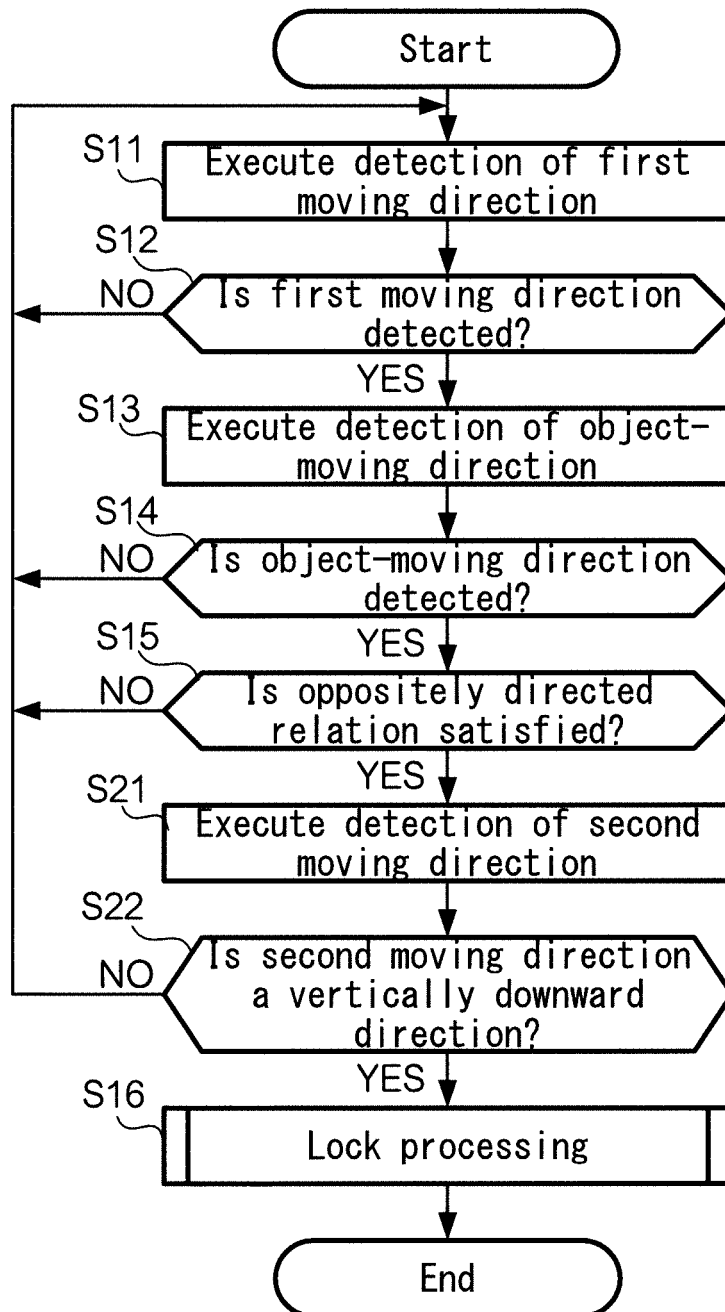 Start
S11
Execute detection of first
moving direction
S12
NO
Is first moving direction
detected?
YES
S13
Execute detection of object-
moving direction
S14
NO
Is object-moving direction
detected?
YES
S15
NO
Is oppositely directed
relation satisfied?
YES
S21
Execute detection of second
moving direction
S22
NO
Is second moving direction
a vertically downward
direction?
YES
S16
Lock processing
End